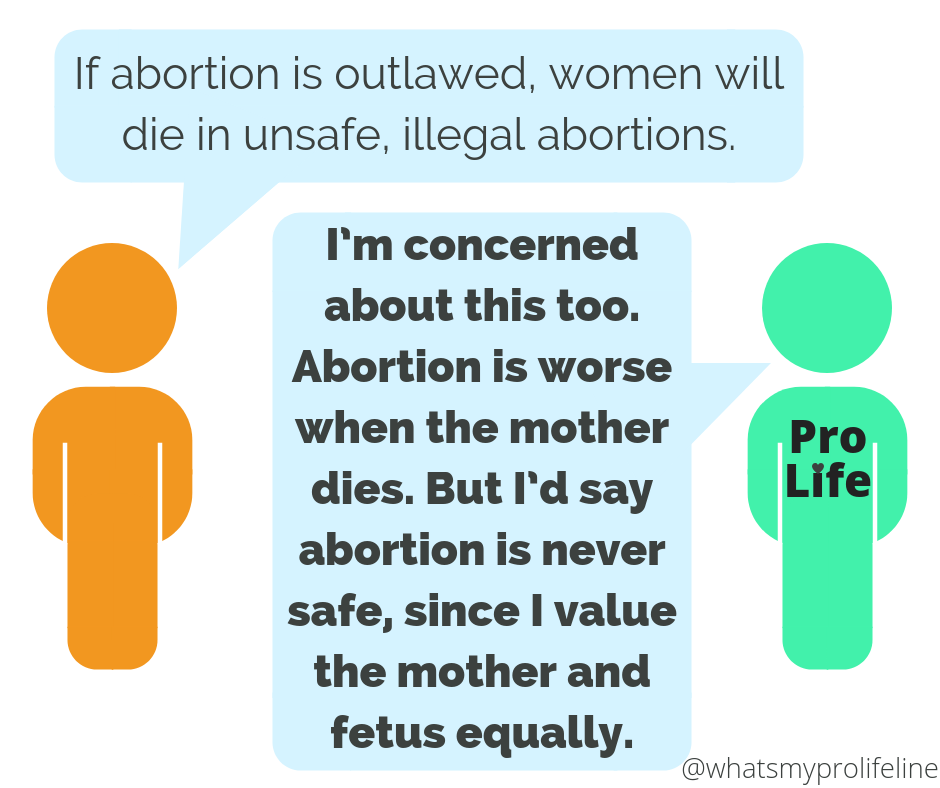 If abortion is outlawed, women will
die in unsafe, illegal abortions.
I'm concerned
about this too.
Abortion is worse
when the mother
dies. But I'd say
abortion is never
safe, since I value
the mother and
fetus equally.
Pro
Life
@whatsmyprolifeline